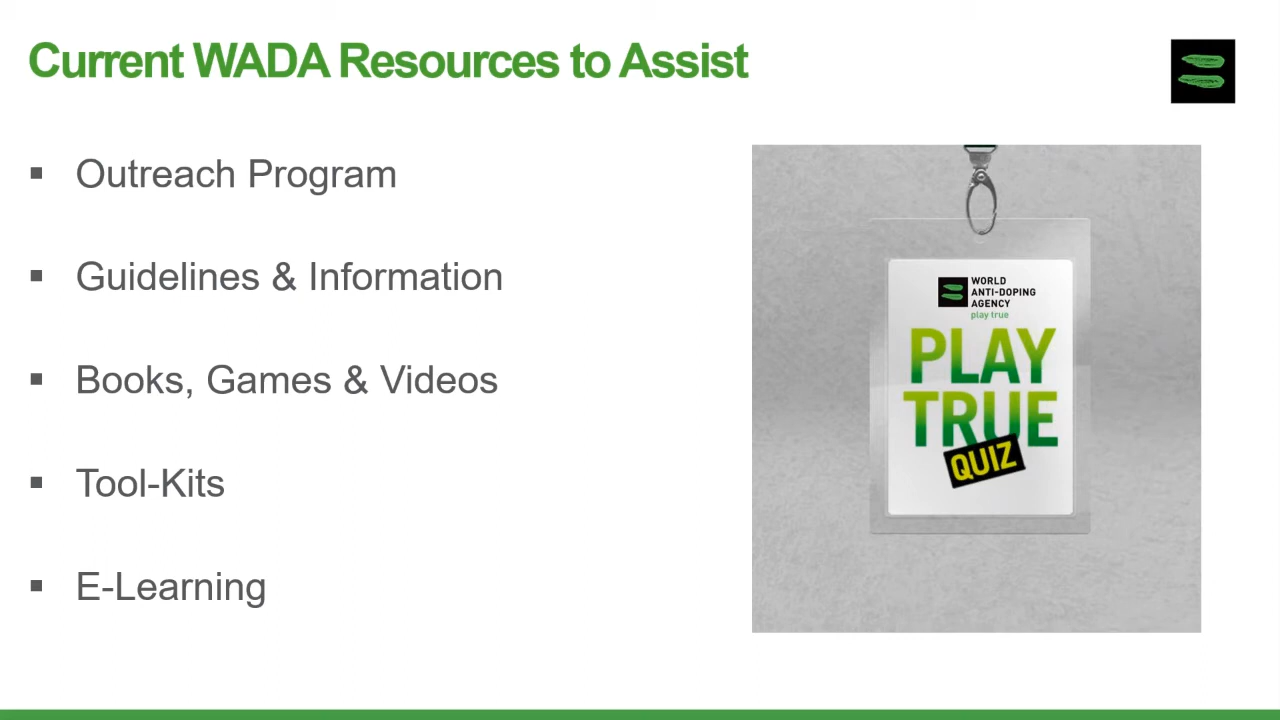 Current WADA Resources to Assist
▪ Outreach Program
▪ Guidelines & Information
▪ Books, Games & Videos
▪ Tool-Kits
▪ E-Learning
WORLD
ANTI-DOPING
AGENCY
play true
PLAY
TRUE
QUIZ